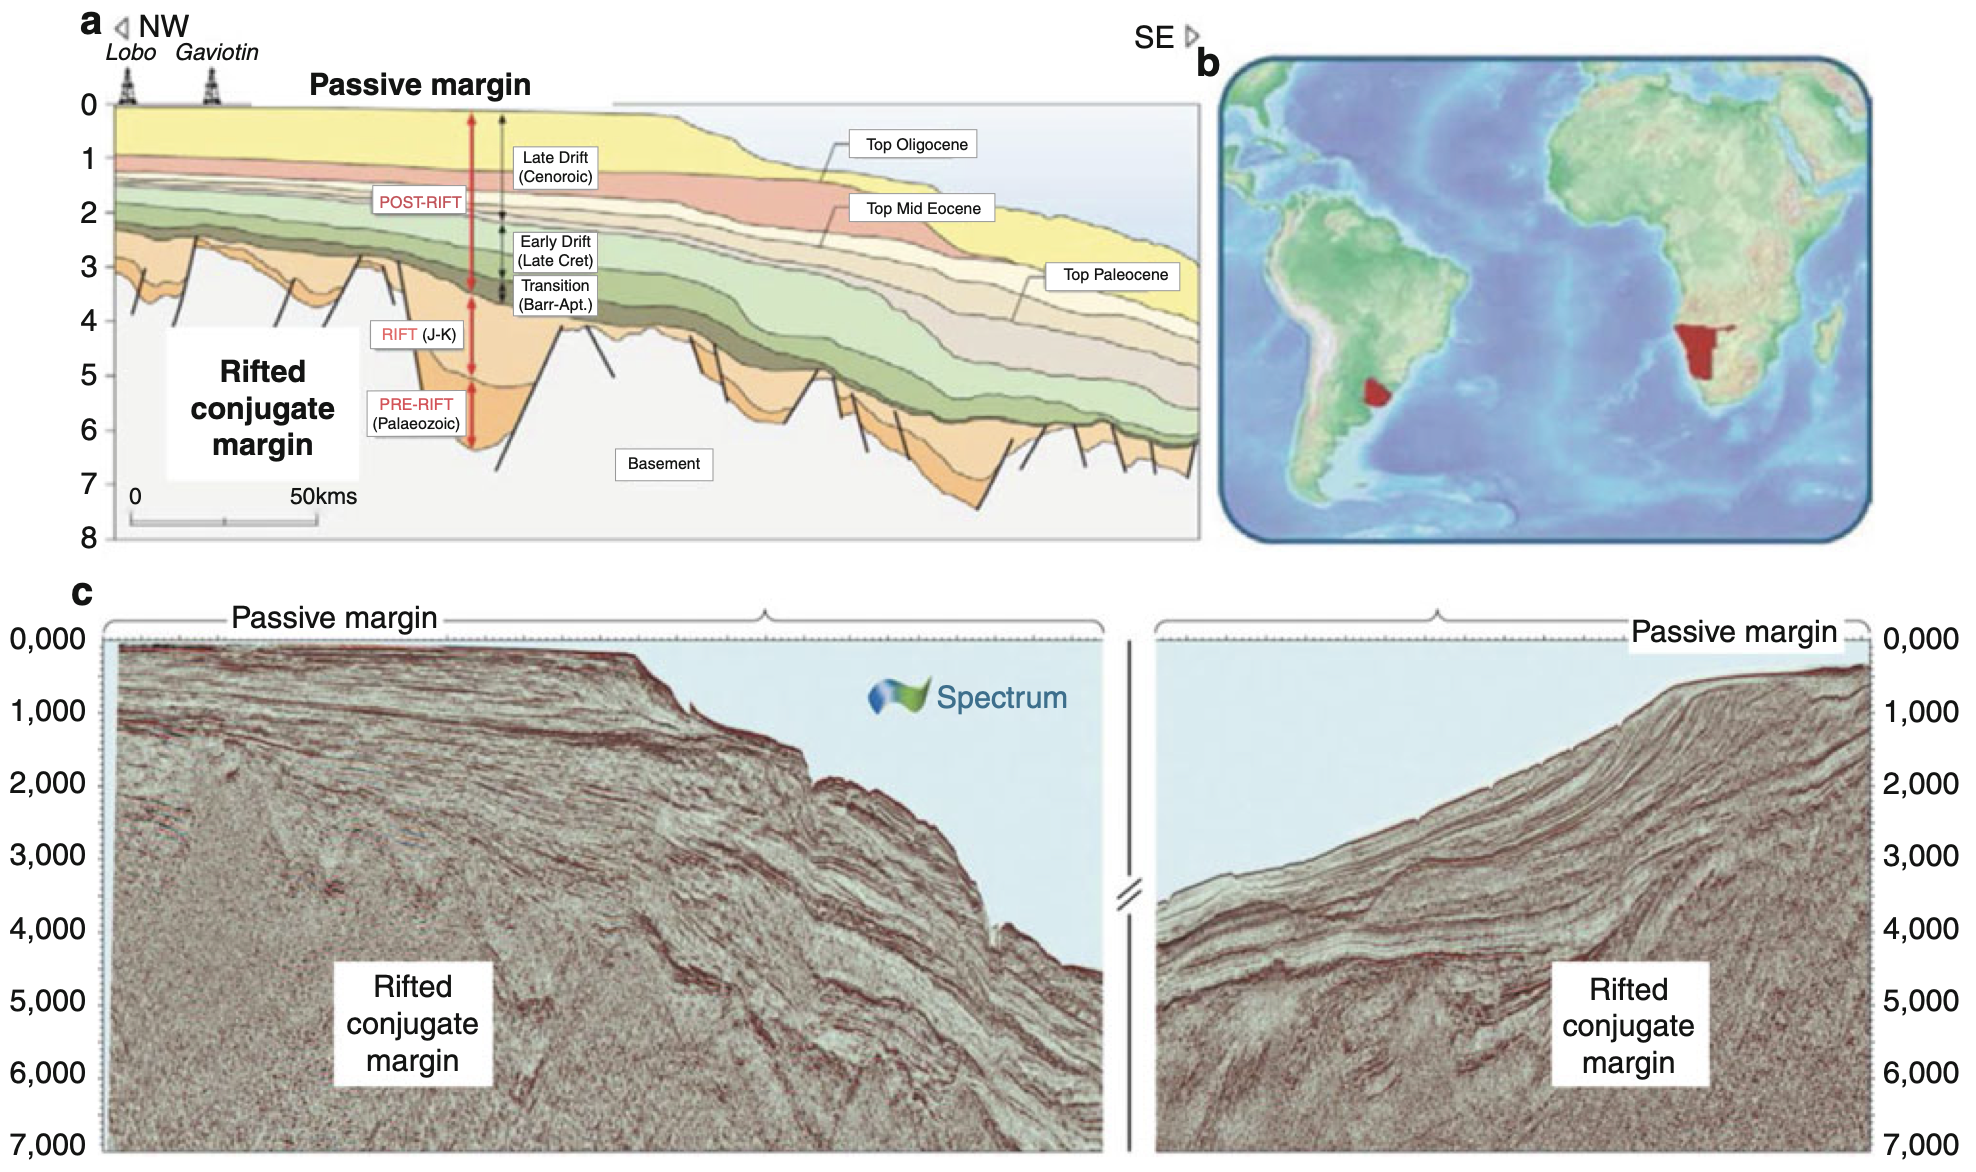 a
NW
SE
b
Lobo Gaviotin
Passive margin
0
1
2
3
4
5
6
7
8
Late Drift
(Cenoroic)
Top Oligocene
POST-RIFT
Top Mid Eocene
Early Drift
(Late Cret)
Top Paleocene
Transition
(Barr-Apt.)
RIFT (J-K)
Rifted
conjugate
margin
PRE-RIFT
(Palaeozoic)
Basement
0 50kms
c
Passive margin
Passive margin
0,000
1,000
2,000
3,000
4,000
5,000
6,000
7,000
Spectrum
Rifted
conjugate
margin
Rifted
conjugate
margin
0,000
1,000
2,000
3,000
4,000
5,000
6,000
7,000